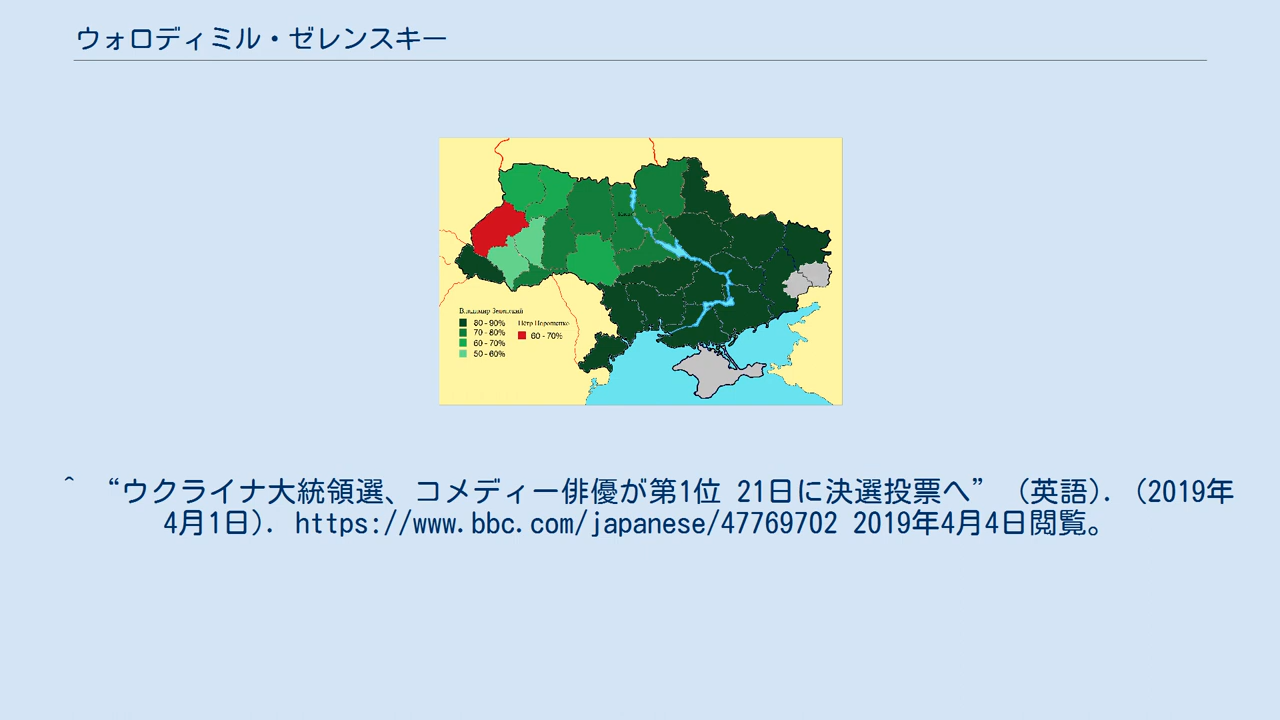 ウォロディミル・ゼレンスキー
80 - 90%
70 - 80%
60 - 70%
50 - 60%
Пётр Порошенко
60 - 70%
^ “ウクライナ大統領選、コメディー俳優が第1位 21日に決選投票へ” (英語). (2019年
4月1日). https://www.bbc.com/japanese/47769702 2019年4月4日閲覧。